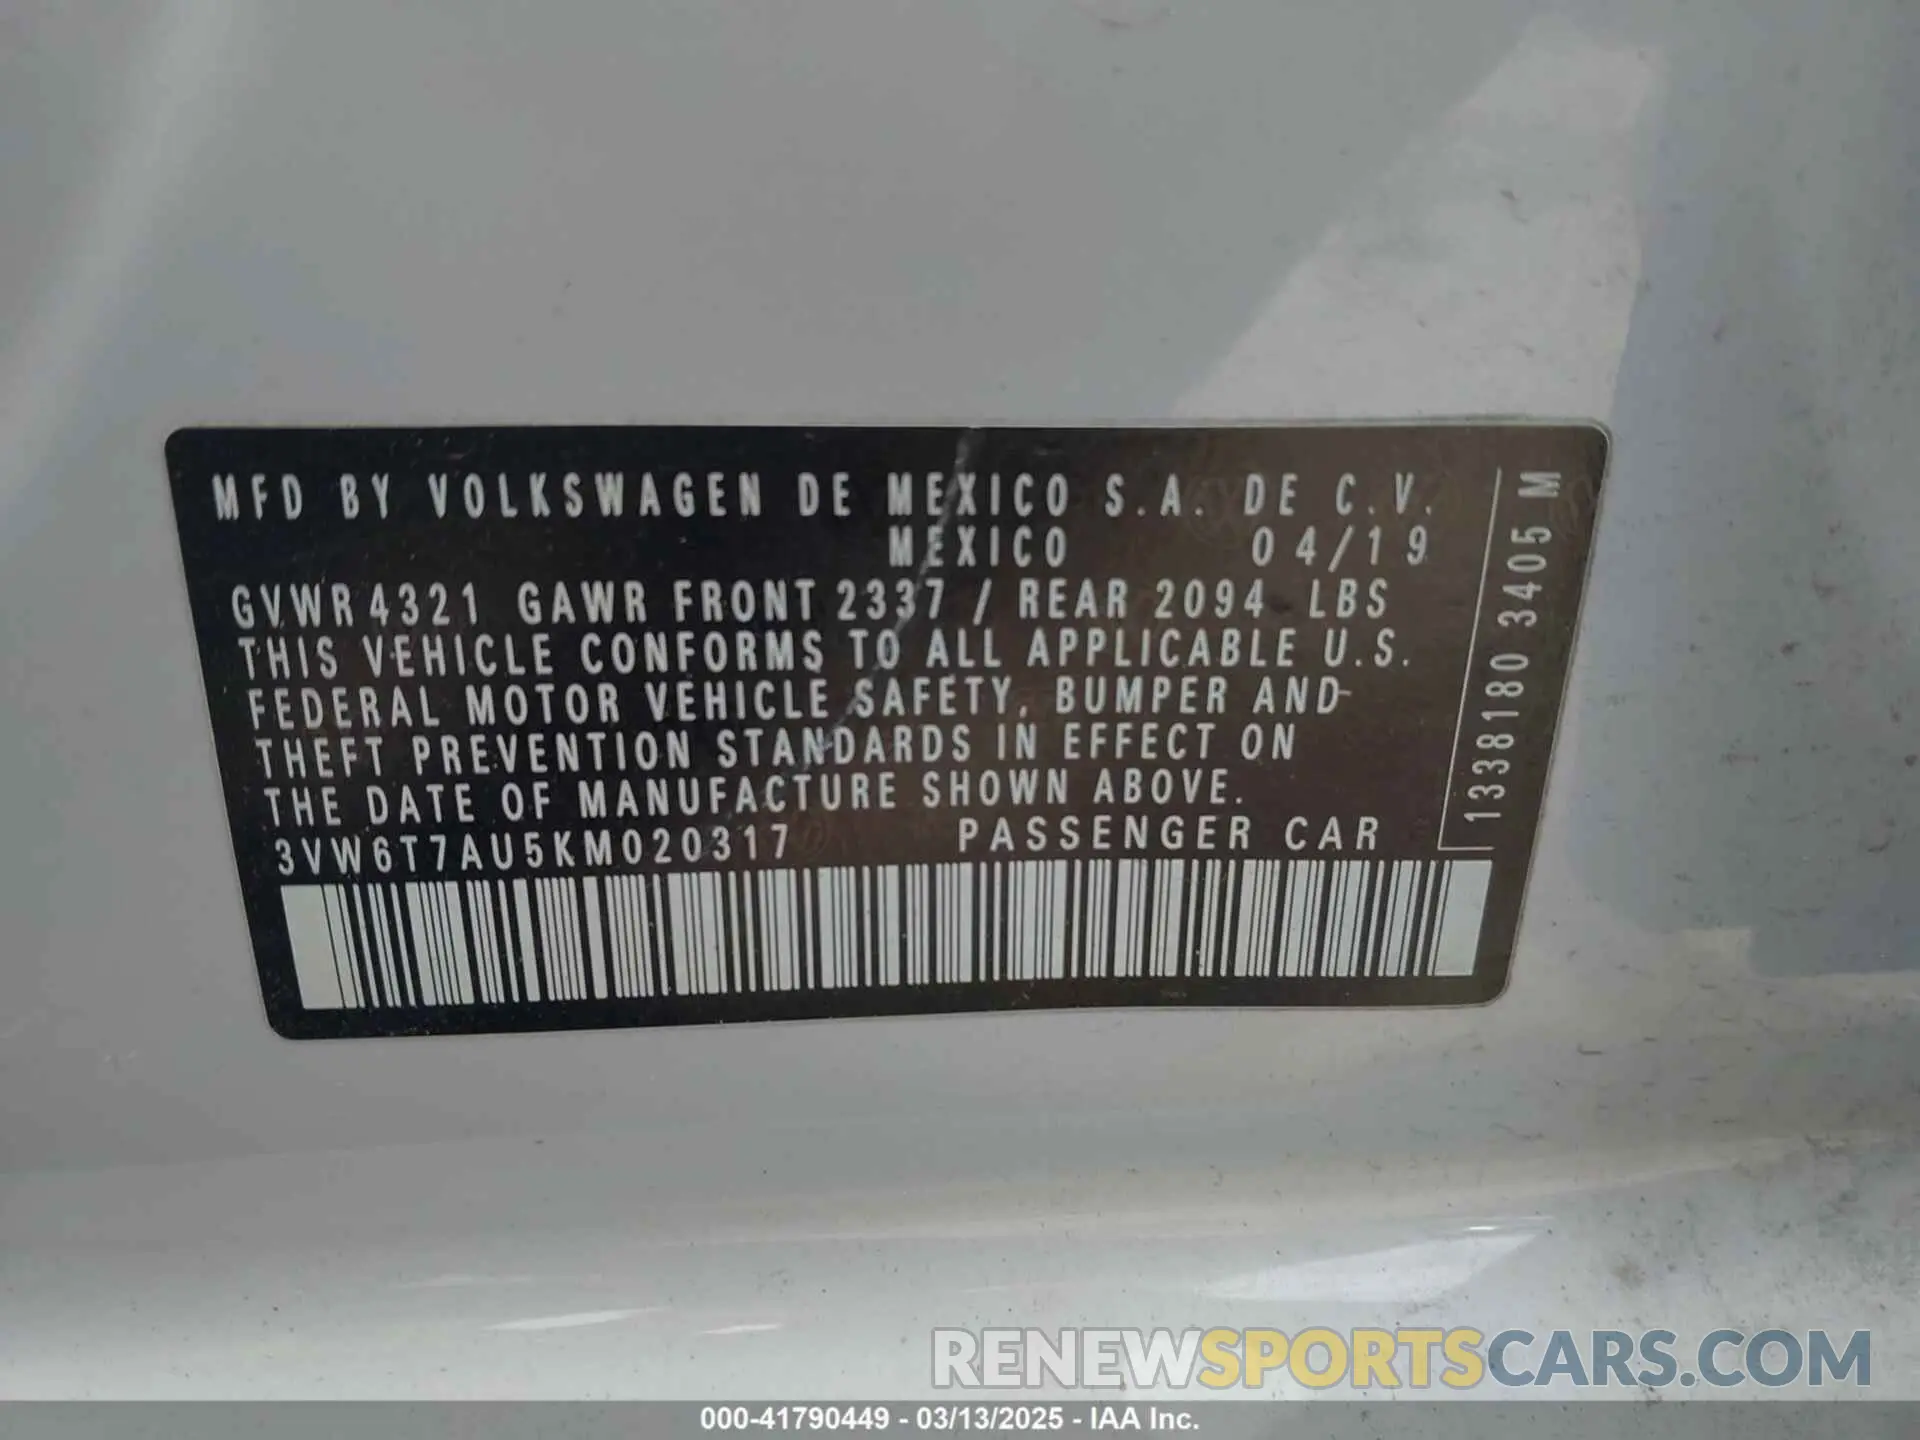 MFD BY VOLKSWAGEN DE MEXICO S.A. DE C.V.
MEXICO 04/19
GVWR 4321 GAWR FRONT 2337 / REAR 2094 LBS
THIS VEHICLE CONFORMS TO ALL APPLICABLE U.S.
FEDERAL MOTOR VEHICLE SAFETY, BUMPER AND
THEFT PREVENTION STANDARDS IN EFFECT ON
THE DATE OF MANUFACTURE SHOWN ABOVE.
3VW6T7AU5KM020317 PASSENGER CAR
1338180 3405 M
RENEWSPORTSCARS.COM
000-41790449 - 03/13/2025 - IAA Inc.